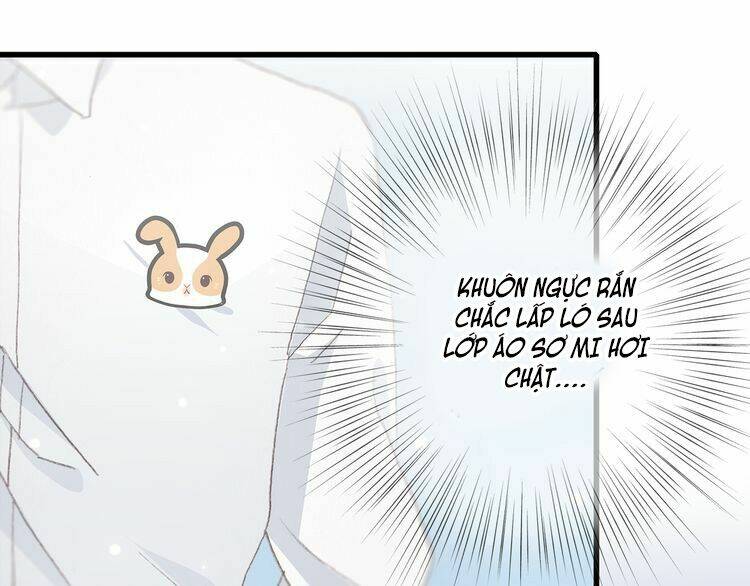 KHUÔN NGỰC RẮN
CHẮC LẤP LÓ SAU
LỚP ÁO SƠ MI HƠI
CHẬT....